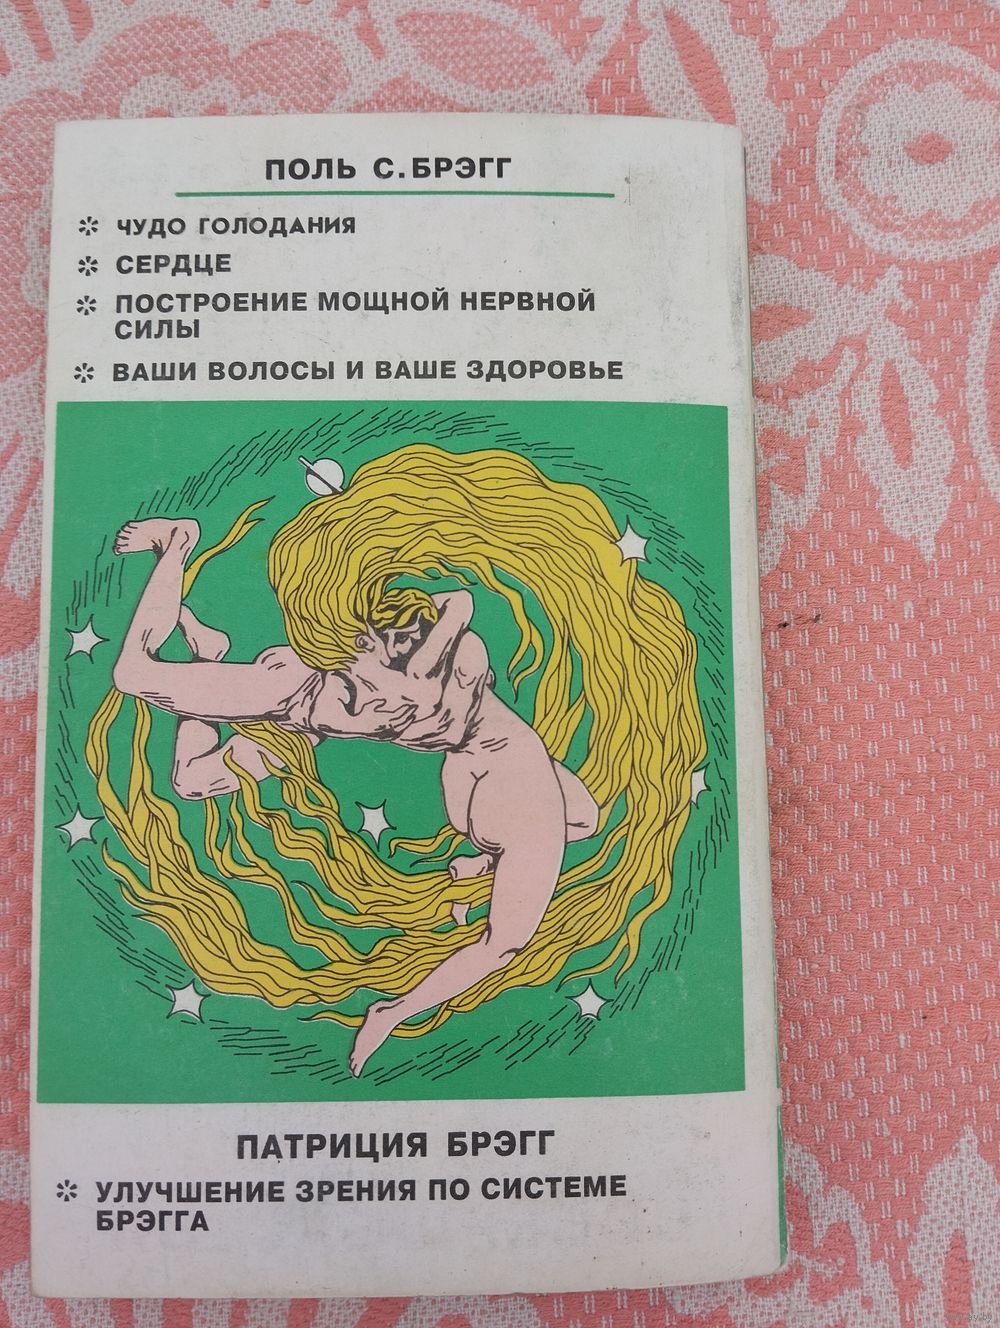 ПОЛЬ С. БРЭГГ
* ЧУДО ГОЛОДАНИЯ
* СЕРДЦЕ
* ПОСТРОЕНИЕ МОЩНОЙ НЕРВНОЙ
СИЛЫ
* ВАШИ ВОЛОСЫ И ВАШЕ ЗДОРОВЬЕ
ПАТРИЦИЯ БРЭГГ
* УЛУЧШЕНИЕ ЗРЕНИЯ ПО СИСТЕМЕ
БРЭГГА